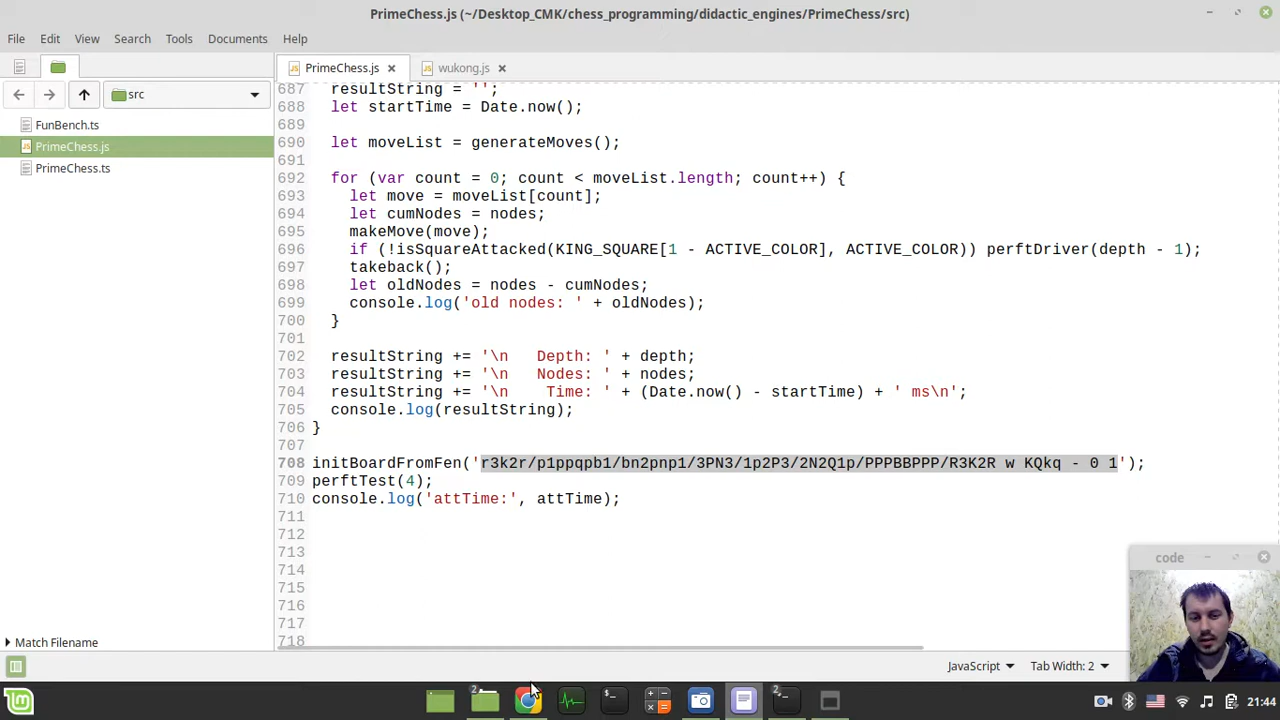 PrimeChess.js (~/Desktop_CMK/chess_programming/didactic_engines/PrimeChess/src)
File Edit View Search Tools Documents Help
PrimeChess.js wukong.js
src
FunBench.ts
PrimeChess.js
PrimeChess.ts
687 resultString = '';
688 let startTime = Date.now();
689
690 let moveList = generateMoves();
691
692 for (var count = 0; count < moveList.length; count++) {
693 let move = moveList[count];
694 let cumNodes = nodes;
695 makeMove(move);
696 if (!isSquareAttacked(KING_SQUARE[1 - ACTIVE_COLOR], ACTIVE_COLOR)) perftDriver(depth - 1);
697 takeback();
698 let oldNodes = nodes - cumNodes;
699 console.log('old nodes: ' + oldNodes);
700 }
701
702 resultString += '\n   Depth: ' + depth;
703 resultString += '\n   Nodes: ' + nodes;
704 resultString += '\n    Time: ' + (Date.now() - startTime) + ' ms\n';
705 console.log(resultString);
706 }
707
708 initBoardFromFen('r3k2r/p1ppqpb1/bn2pnp1/3PN3/1p2P3/2N2Q1p/PPPBBPPP/R3K2R w KQkq - 0 1');
709 perftTest(4);
710 console.log('attTime:', attTime);
711
712
713
714
715
716
717
718
code
Match Filename
JavaScript Tab Width: 2
2 2 21:44